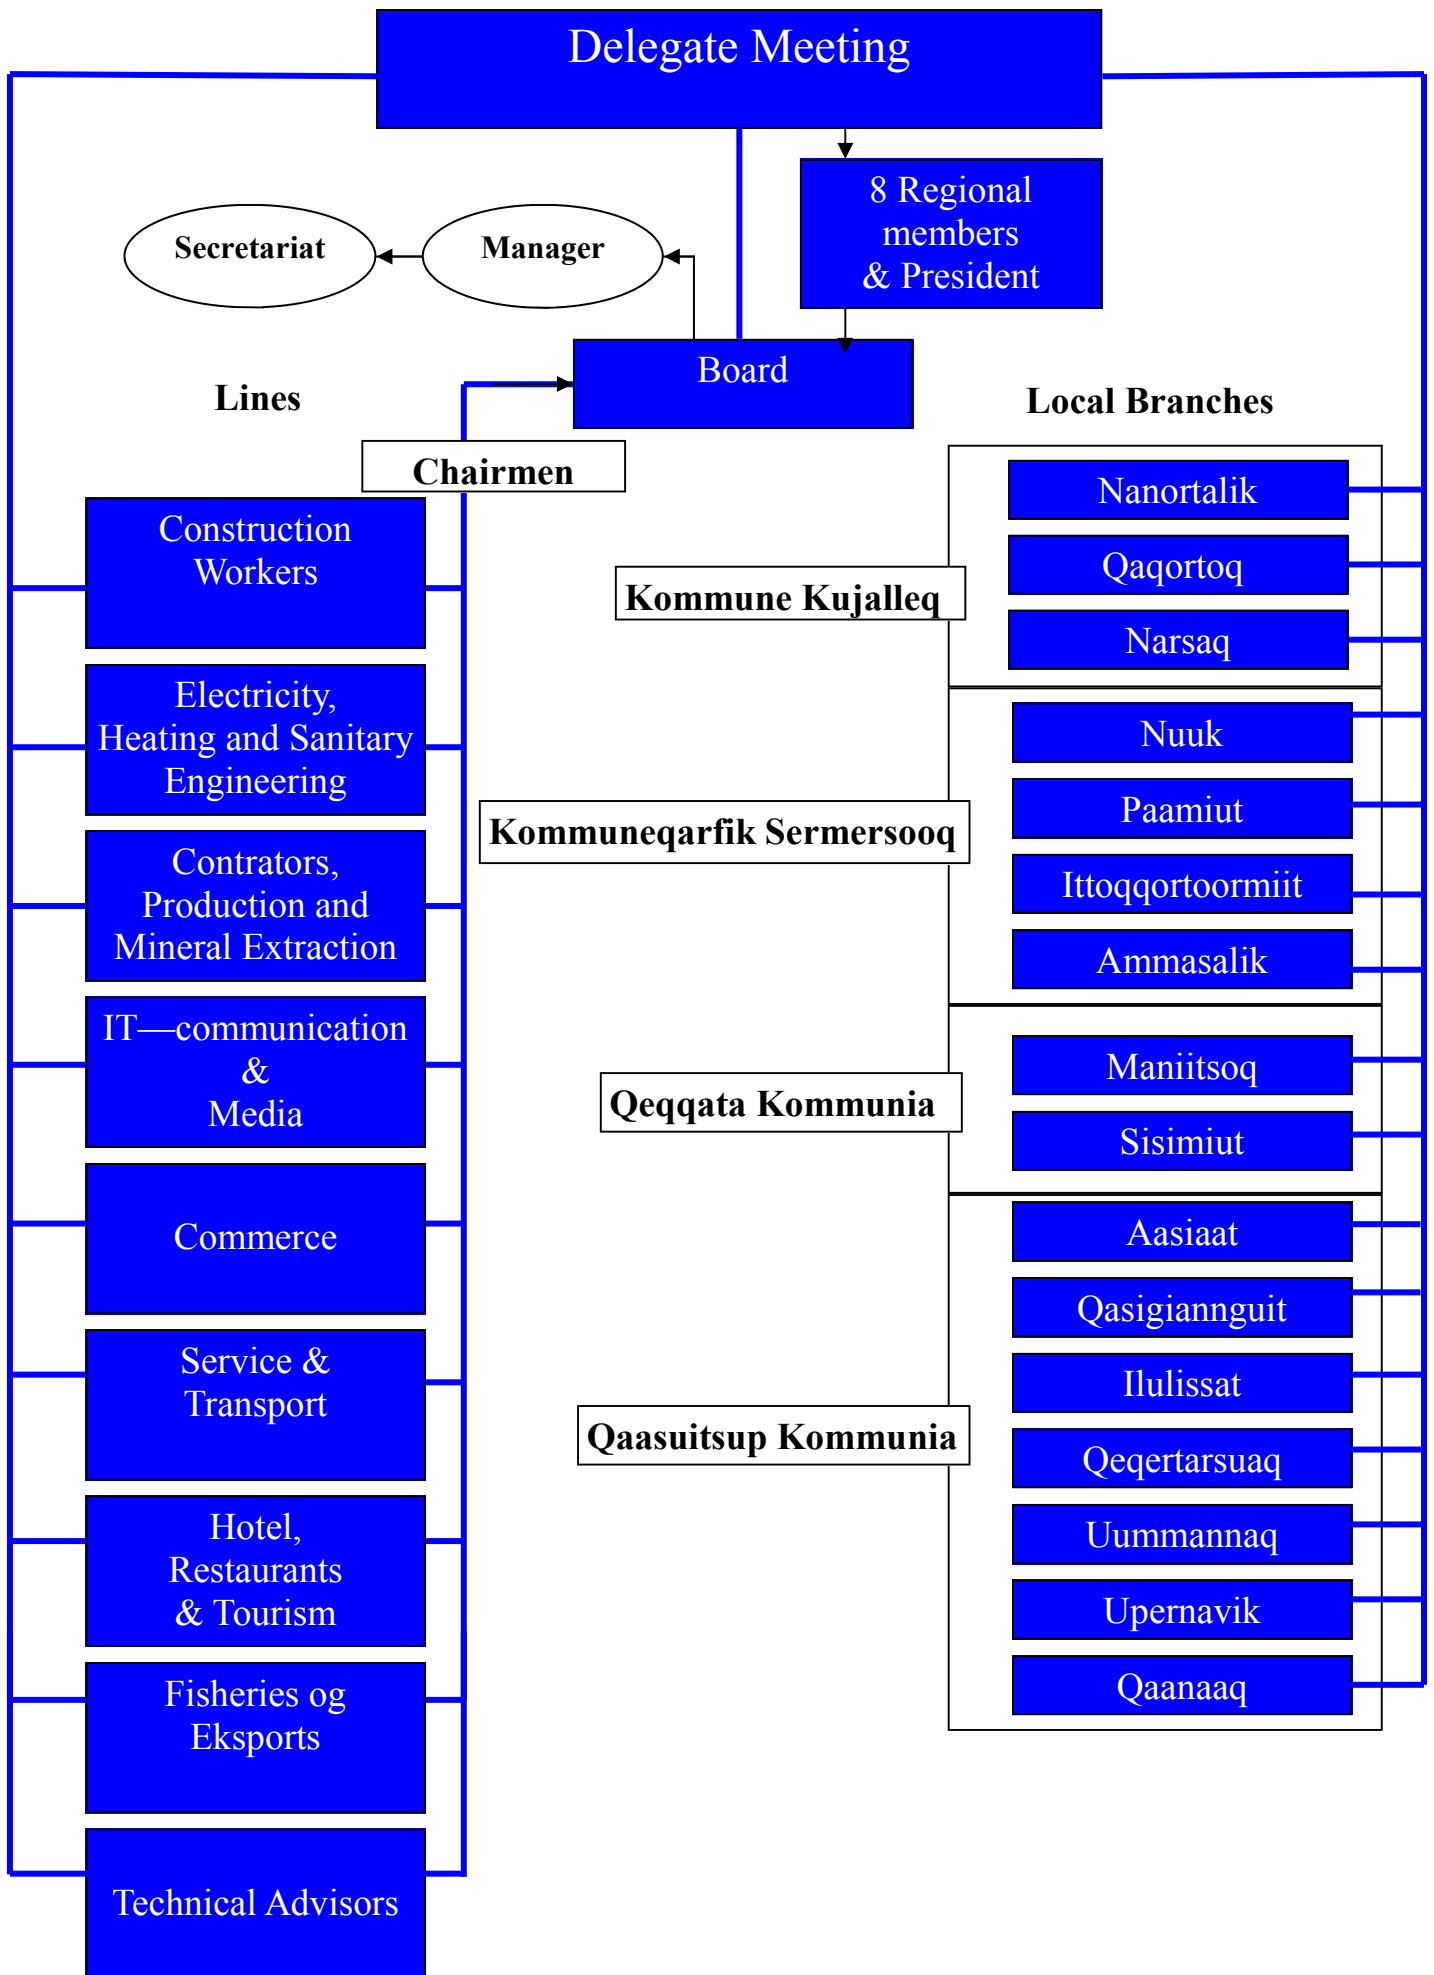 Delegate Meeting
8 Regional
members
& President
Secretariat
Manager
Board
Lines
Local Branches
Chairmen
Construction
Workers
Electricity,
Heating and Sanitary
Engineering
Contrators,
Production and
Mineral Extraction
IT—communication
&
Media
Commerce
Service &
Transport
Hotel,
Restaurants
& Tourism
Fisheries og
Eksports
Technical Advisors
Kommune Kujalleq
Nanortalik
Qaqortoq
Narsaq
Kommuneqarfik Sermersooq
Nuuk
Paamiut
Ittoqqortoormiit
Ammasalik
Qeqqata Kommunia
Maniitsoq
Sisimiut
Qaasuitsup Kommunia
Aasiaat
Qasigiannguit
Ilulissat
Qeqertarsuaq
Uummannaq
Upernavik
Qaanaaq